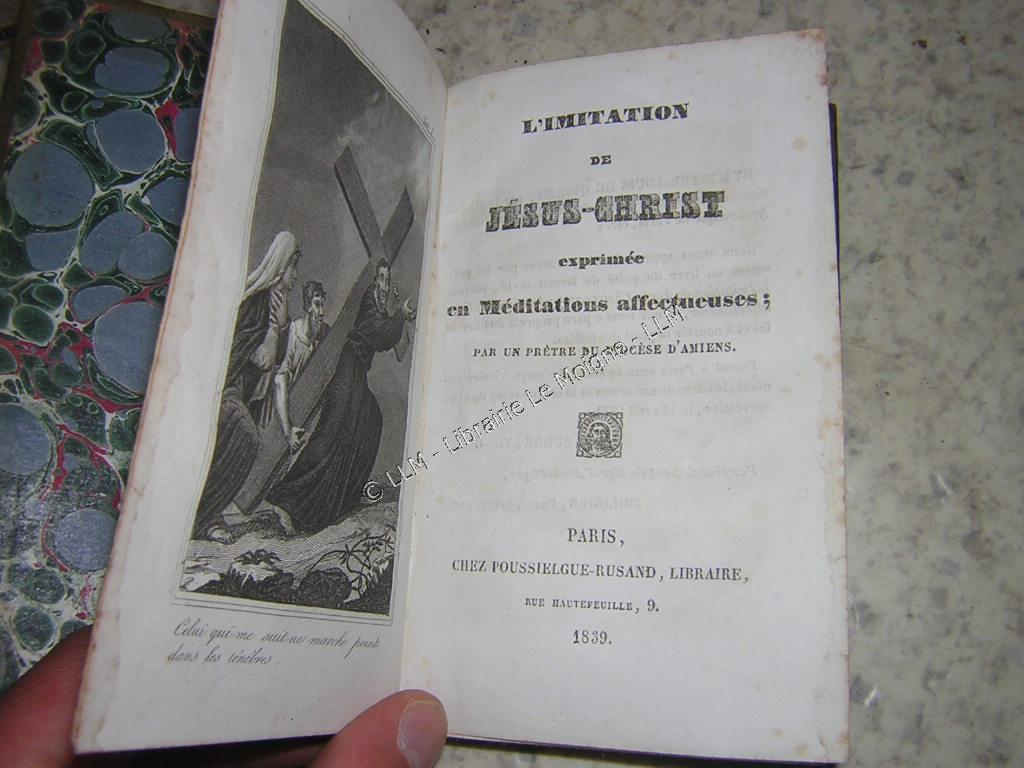 Celui qui me suit ne marche point
dans les ténèbres.
L'IMITATION
DE
JÉSUS-CHRIST
exprimée
en Méditations affectueuses;
PAR UN PRÊTRE DU DIOCÈSE D'AMIENS.
PARIS,
CHEZ POUSSIELGUE-RUSAND, LIBRAIRE,
RUE HAUTEFEUILLE, 9.
1839.
© LLM - Librairie Le Moigne - LLM